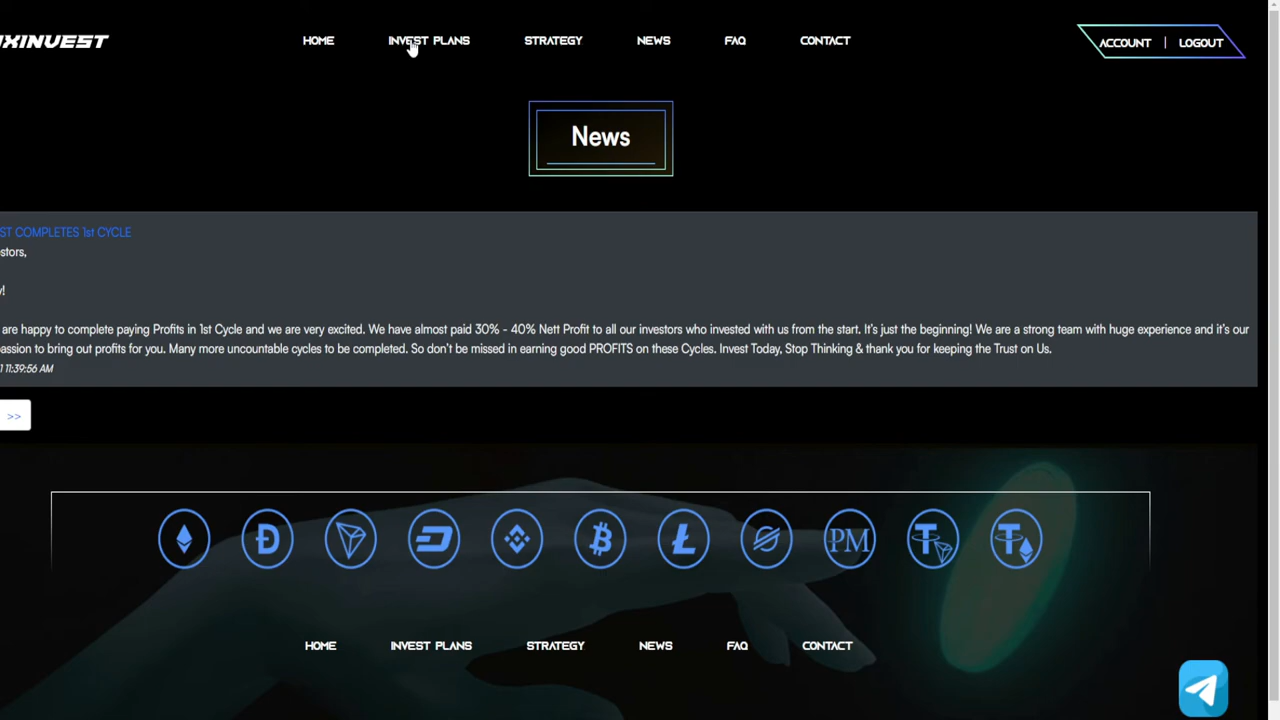 IXINVEST HOME INVEST PLANS STRATEGY NEWS FAQ CONTACT ACCOUNT | LOGOUT
News
ST COMPLETES 1st CYCLE
stors,
y!
are happy to complete paying Profits in 1st Cycle and we are very excited. We have almost paid 30% - 40% Nett Profit to all our investors who invested with us from the start. It's just the beginning! We are a strong team with huge experience and it's our
assion to bring out profits for you. Many more uncountable cycles to be completed. So don't be missed in earning good PROFITS on these Cycles. Invest Today, Stop Thinking & thank you for keeping the Trust on Us.
1 11:39:56 AM
>>
PM
HOME INVEST PLANS STRATEGY NEWS FAQ CONTACT